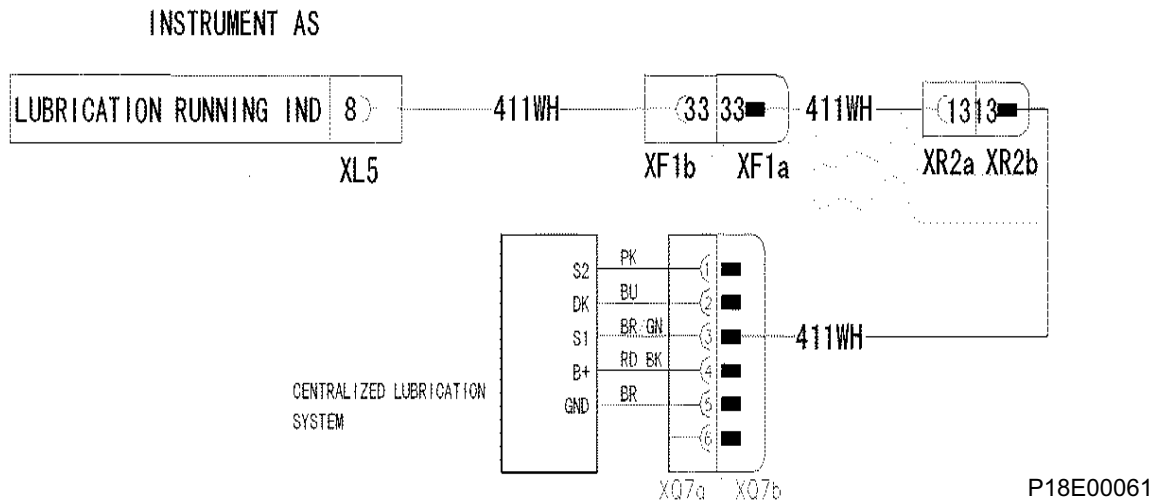 INSTRUMENT AS
LUBRICATION RUNNING IND 8 411WH 33 33 411WH 13 13
XL5 XF1b XF1a XR2a XR2b
S2 PK 1
DK BU 2
S1 BR GN 3 411WH
B+ RD BK 4
CENTRALIZED LUBRICATION
SYSTEM
GND BR 5
6
XQ7a XQ7b
P18E00061